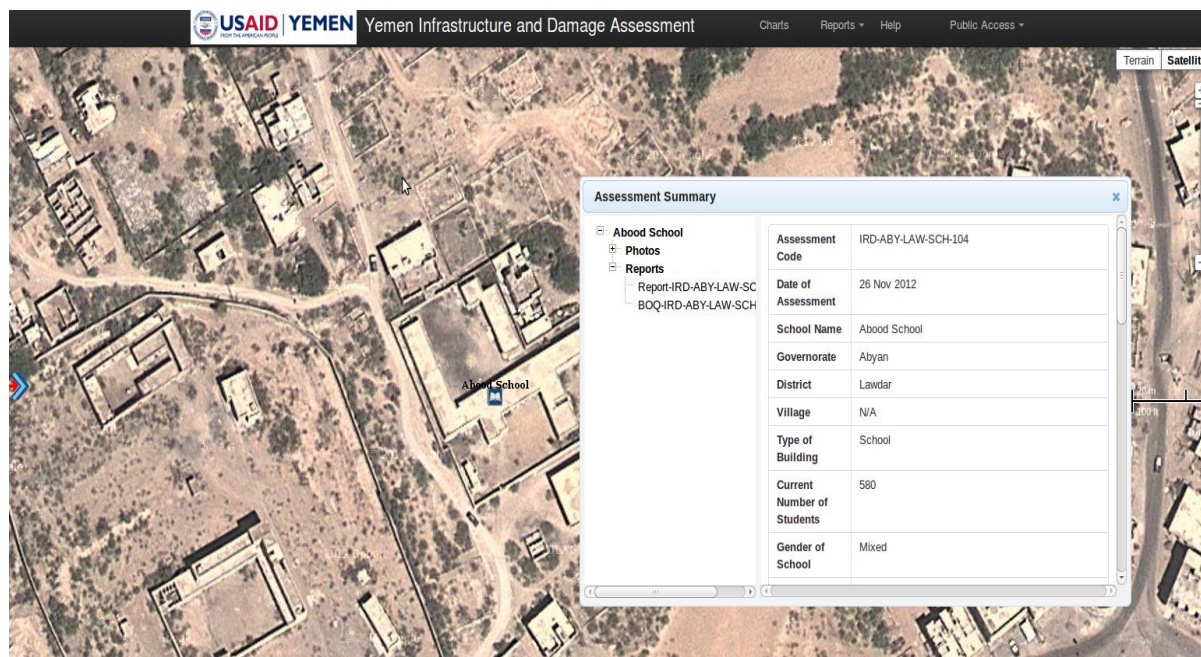 USAID YEMEN
FROM THE AMERICAN PEOPLE
Yemen Infrastructure and Damage Assessment
Charts
Reports
Help
Public Access
Terrain
Satellit
Assessment Summary
x
Abood School
Photos
Reports
Report-IRD-ABY-LAW-SC
BOQ-IRD-ABY-LAW-SCH
Assessment
Code
IRD-ABY-LAW-SCH-104
Date of
Assessment
26 Nov 2012
School Name
Abood School
Governorate
Abyan
District
Lawdar
Village
N/A
Type of
Building
School
Current
Number of
Students
580
Gender of
School
Mixed
Abood School
20 m
100 ft